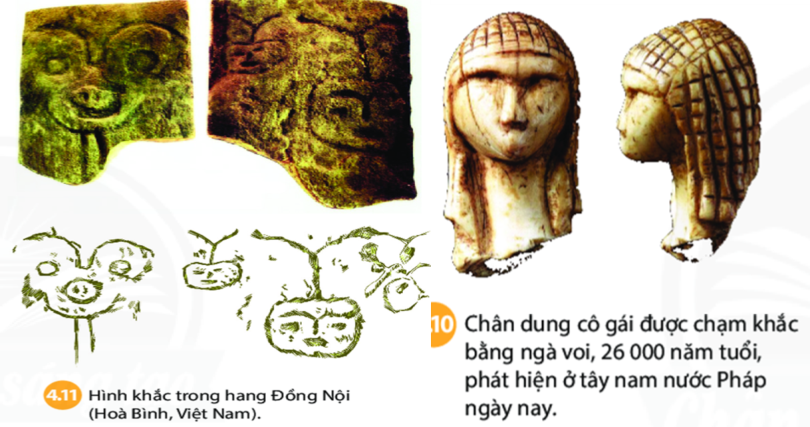 4.11 Hình khắc trong hang Đồng Nội
(Hoà Bình, Việt Nam).
.10 Chân dung cô gái được chạm khắc
bằng ngà voi, 26 000 năm tuổi,
phát hiện ở tây nam nước Pháp
ngày nay.